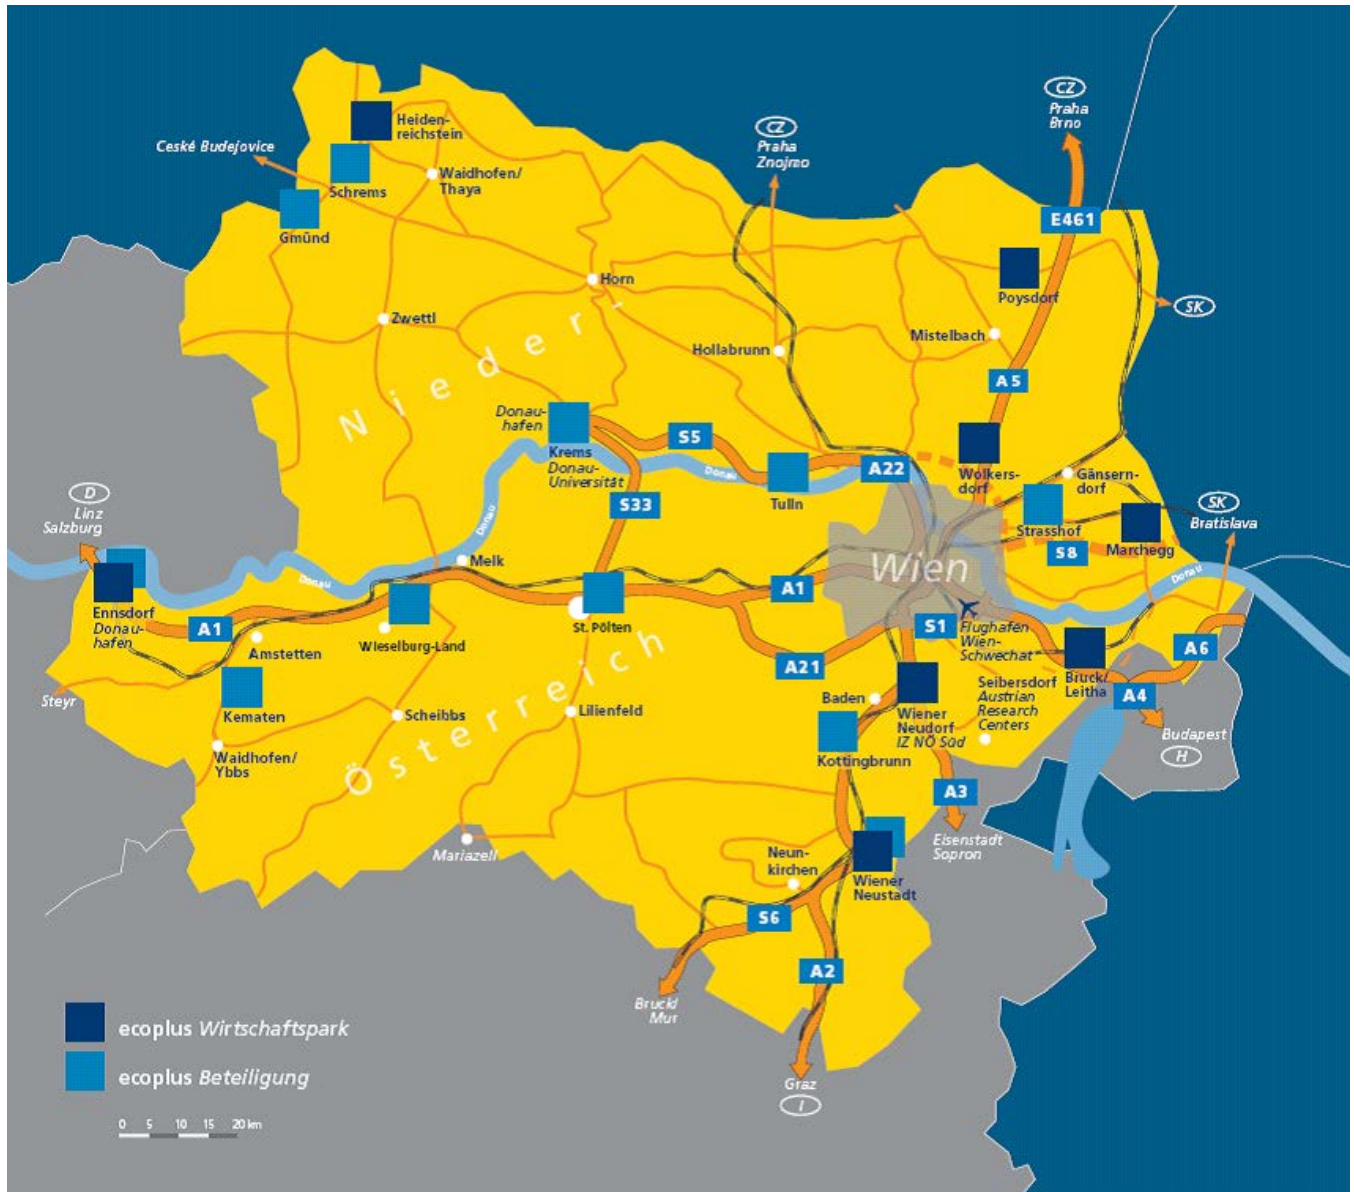 CZ
Praha
Brno
CZ
Praha
Znojmo
Ceské Budejovice
Heiden-
reichstein
Schrems
Waidhofen/
Thaya
Gmünd
E461
Horn
Poysdorf
SK
Zwettl
Mistelbach
Hollabrunn
Nieder-
A5
Donau-
hafen
Krems
Donau-
Universität
S5
Donau
A22
Tulln
Wolkers-
dorf
Gänsern-
dorf
D
Linz
Salzburg
S33
Donau
Strasshof
SK
Bratislava
Marchegg
S8
Melk
Wien
Donau
Donau
A1
Ennsdorf
Donau-
hafen
A1
Amstetten
Wieselburg-Land
St. Pölten
S1
Flughafen
Wien-
Schwechat
A6
A21
Bruck/
Leitha
A4
Steyr
Kematen
Scheibbs
Lilienfeld
Baden
Wiener
Neudorf
IZ NÖ Süd
Seibersdorf
Austrian
Research
Centers
Budapest
H
Waidhofen/
Ybbs
Österreich
Kottingbrunn
A3
Mariazell
Eisenstadt
Sopron
Neun-
kirchen
Wiener
Neustadt
S6
A2
Bruck/
Mur
Graz
I
ecoplus Wirtschaftspark
ecoplus Beteiligung
0 5 10 15 20 km